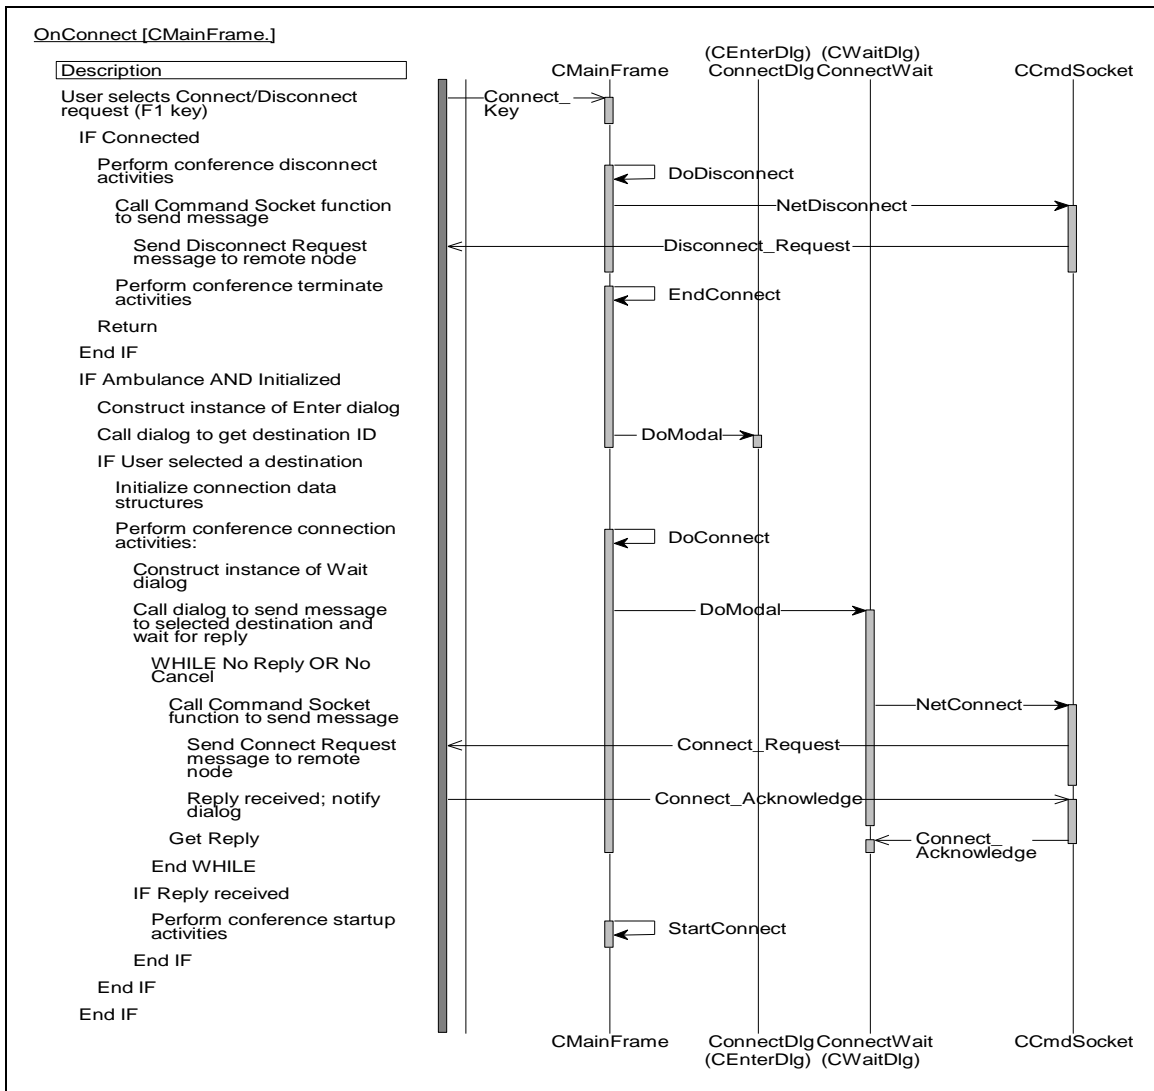 OnConnect [CMainFrame.]
(CEnterDlg) (CWaitDlg)
Description CMainFrame ConnectDlg ConnectWait CCmdSocket
User selects Connect/Disconnect
request (F1 key)
Connect_
Key
IF Connected
Perform conference disconnect
activities
DoDisconnect
Call Command Socket function
to send message
NetDisconnect
Send Disconnect Request
message to remote node
Disconnect_Request
Perform conference terminate
activities
EndConnect
Return
End IF
IF Ambulance AND Initialized
Construct instance of Enter dialog
Call dialog to get destination ID
DoModal
IF User selected a destination
Initialize connection data
structures
Perform conference connection
activities:
DoConnect
Construct instance of Wait
dialog
Call dialog to send message
to selected destination and
wait for reply
DoModal
WHILE No Reply OR No
Cancel
Call Command Socket
function to send message
NetConnect
Send Connect Request
message to remote
node
Connect_Request
Reply received; notify
dialog
Connect_Acknowledge
Get Reply
Connect_
Acknowledge
End WHILE
IF Reply received
Perform conference startup
activities
StartConnect
End IF
End IF
End IF
CMainFrame ConnectDlg ConnectWait CCmdSocket
(CEnterDlg) (CWaitDlg)